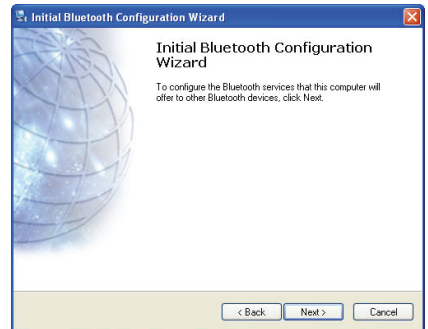 Initial Bluetooth Configuration Wizard
Initial Bluetooth Configuration
Wizard
To configure the Bluetooth services that this computer will
offer to other Bluetooth devices, click Next.
< Back Next > Cancel